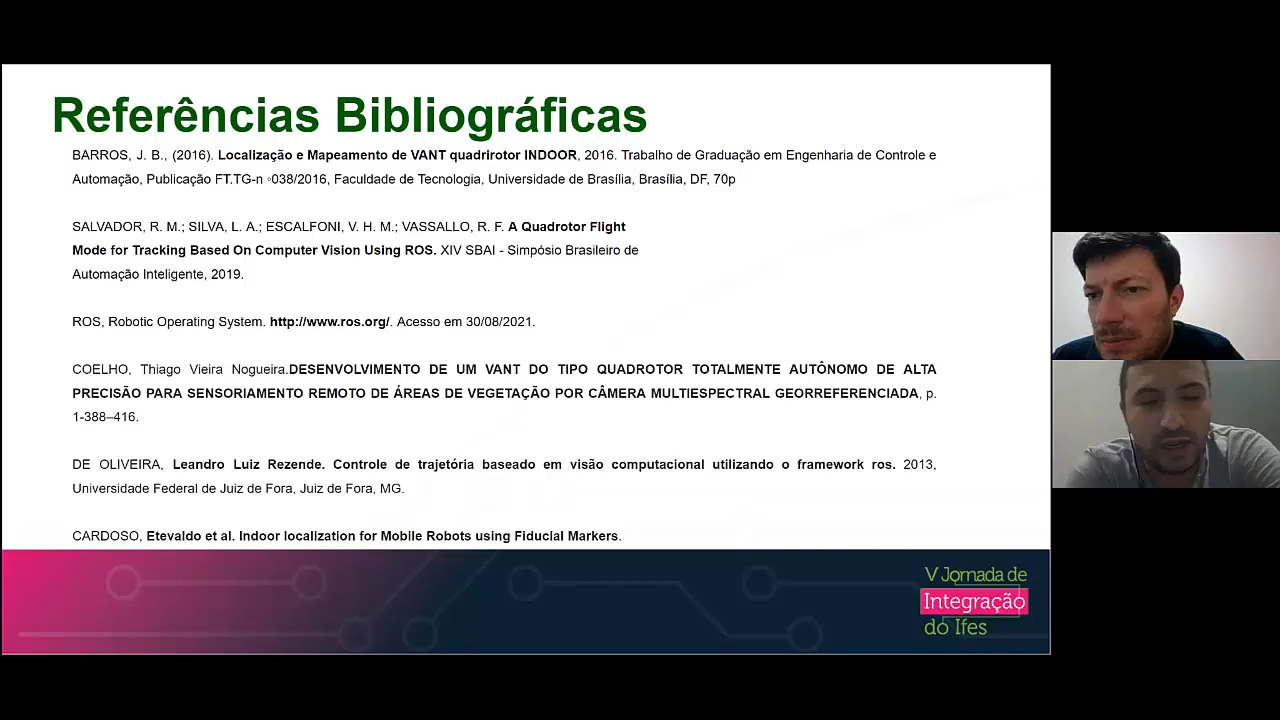 Referências Bibliográficas
BARROS, J. B., (2016). Localização e Mapeamento de VANT quadrirotor INDOOR, 2016. Trabalho de Graduação em Engenharia de Controle e
Automação, Publicação FT.TG-n ◦038/2016, Faculdade de Tecnologia, Universidade de Brasília, Brasília, DF, 70p
SALVADOR, R. M.; SILVA, L. A.; ESCALFONI, V. H. M.; VASSALLO, R. F. A Quadrotor Flight
Mode for Tracking Based On Computer Vision Using ROS. XIV SBAI - Simpósio Brasileiro de
Automação Inteligente, 2019.
ROS, Robotic Operating System. http://www.ros.org/. Acesso em 30/08/2021.
COELHO, Thiago Vieira Nogueira.DESENVOLVIMENTO DE UM VANT DO TIPO QUADROTOR TOTALMENTE AUTÔNOMO DE ALTA
PRECISÃO PARA SENSORIAMENTO REMOTO DE ÁREAS DE VEGETAÇÃO POR CÂMERA MULTIESPECTRAL GEORREFERENCIADA, p.
1-388–416.
DE OLIVEIRA, Leandro Luiz Rezende. Controle de trajetória baseado em visão computacional utilizando o framework ros. 2013,
Universidade Federal de Juiz de Fora, Juiz de Fora, MG.
CARDOSO, Etevaldo et al. Indoor localization for Mobile Robots using Fiducial Markers.
V Jornada de
Integração
do Ifes